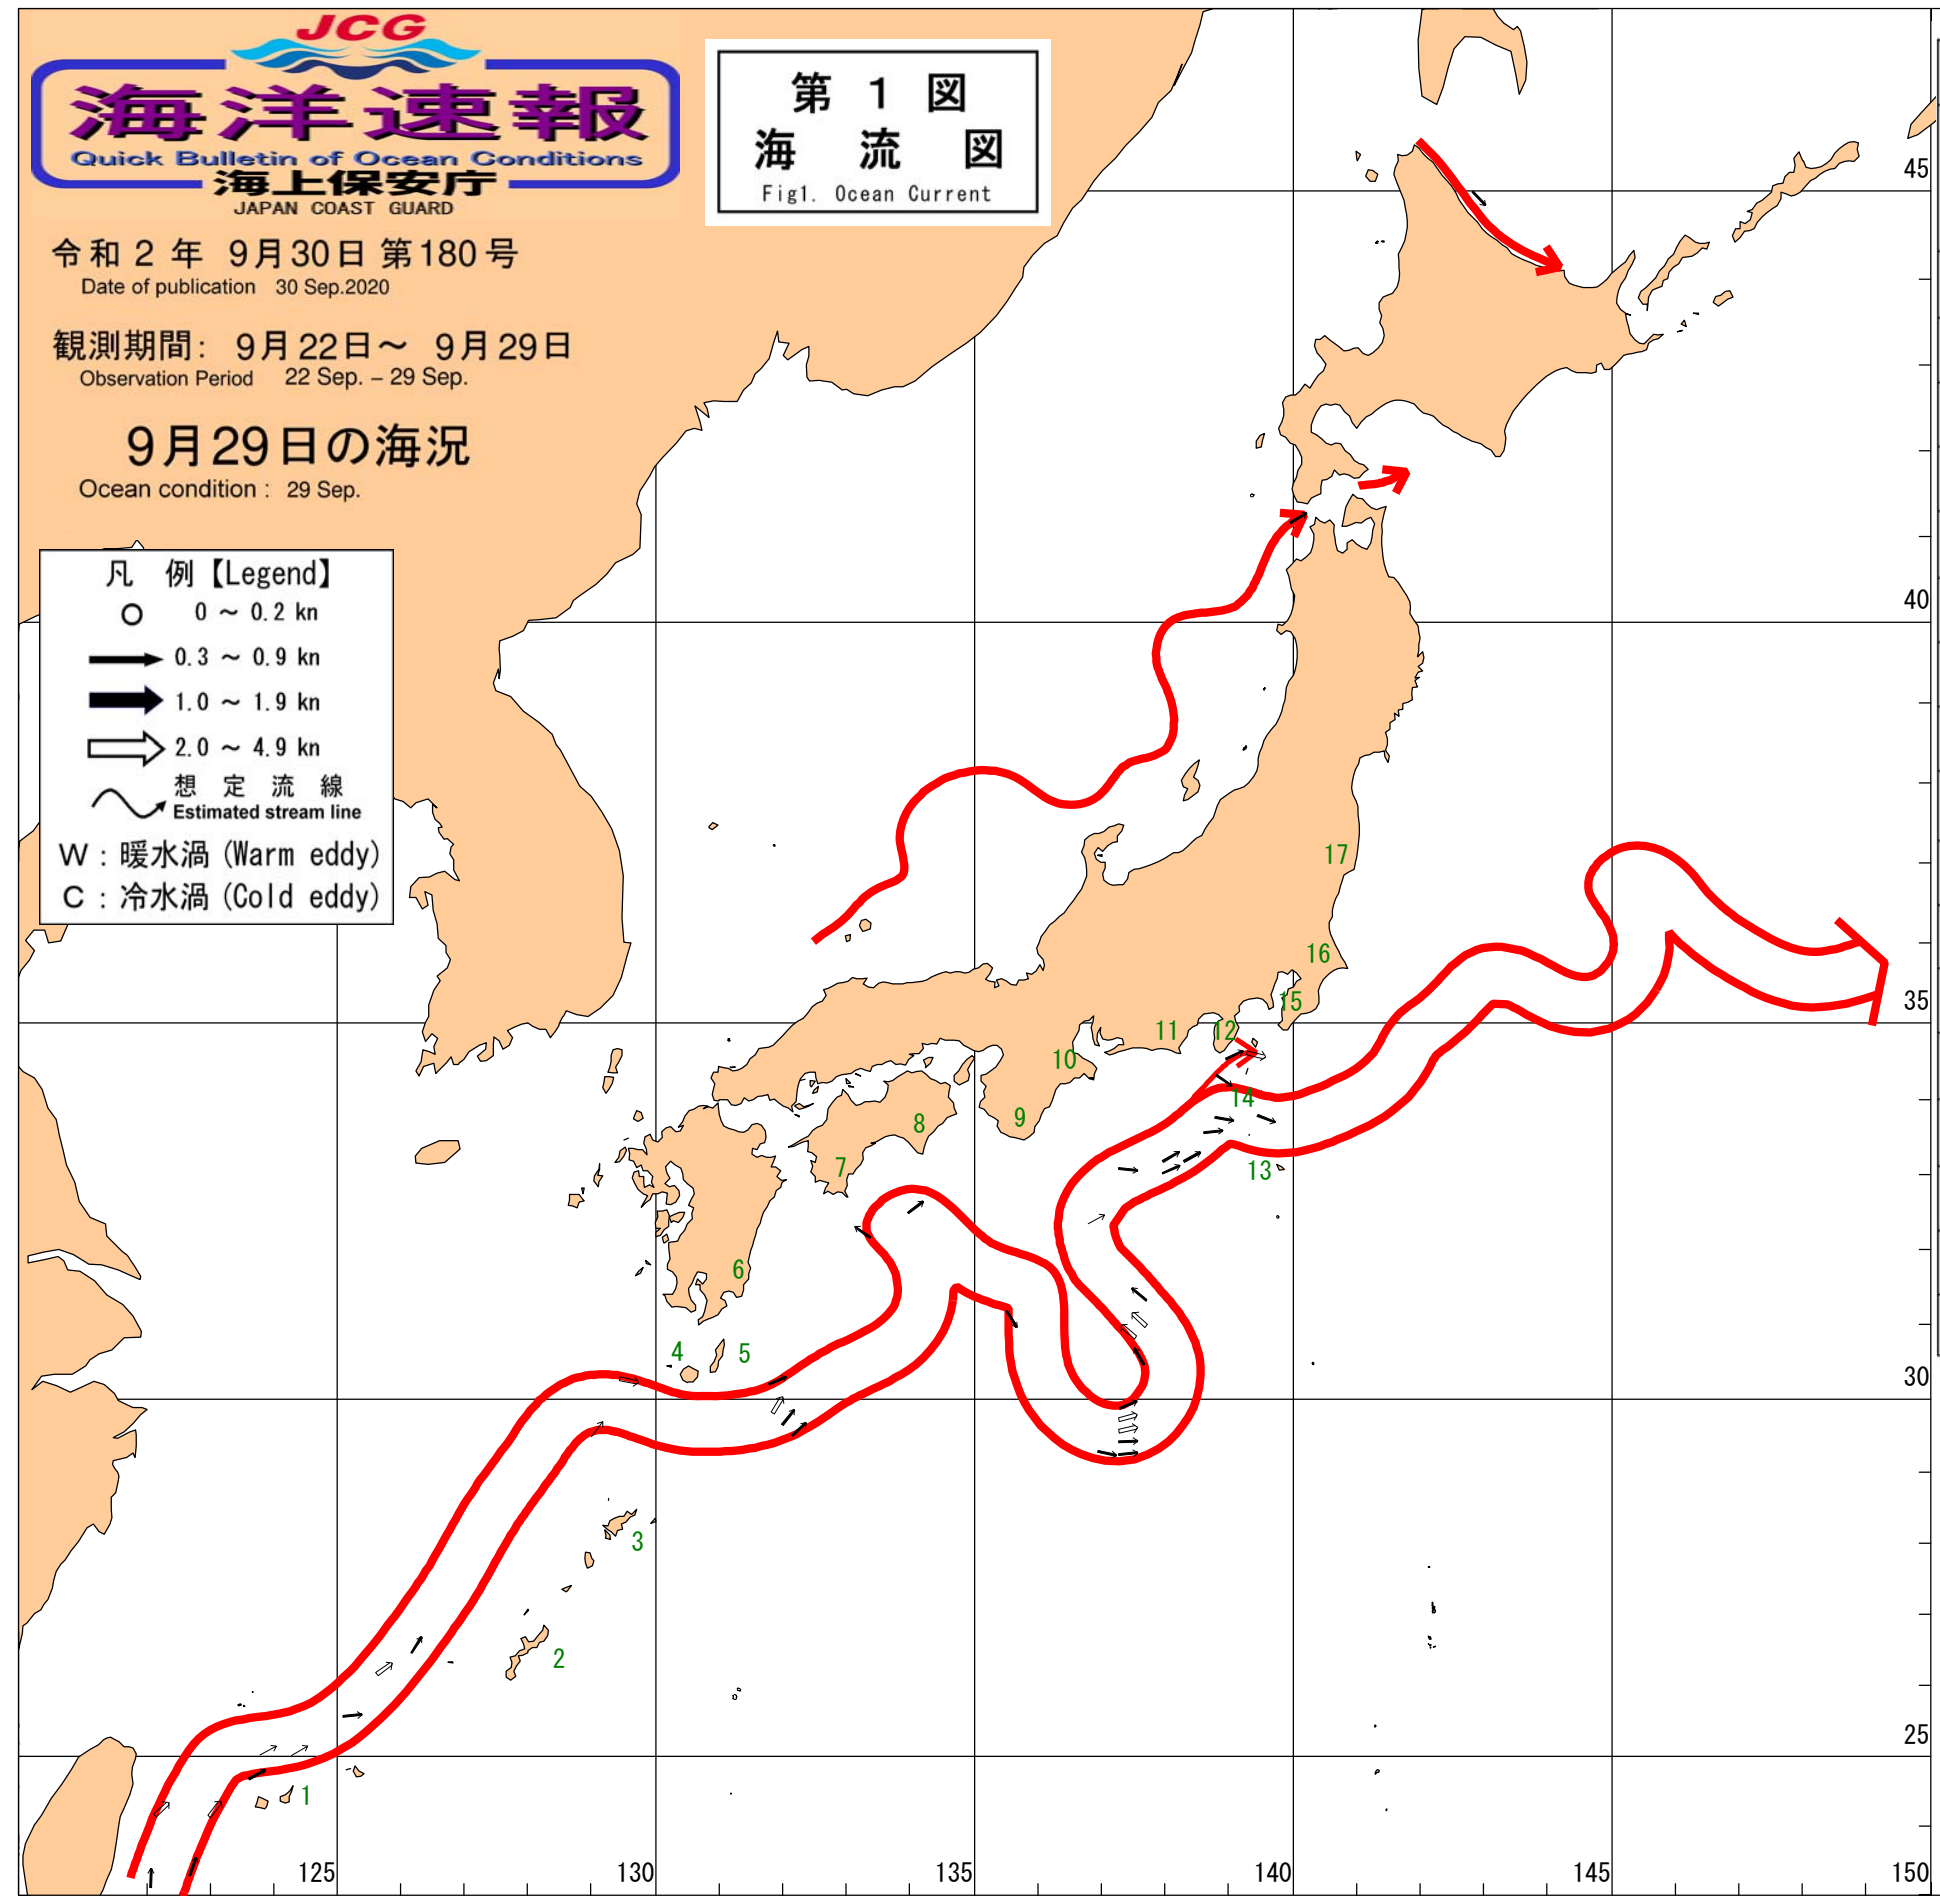 JCG
海洋速報
Quick Bulletin of Ocean Conditions
海上保安庁
JAPAN COAST GUARD
第 1 図
海 流 図
Fig1. Ocean Current
令和 2 年 9月30日 第180号
Date of publication 30 Sep.2020
観測期間: 9月22日～ 9月29日
Observation Period 22 Sep. – 29 Sep.
9月29日の海況
Ocean condition : 29 Sep.
凡 例【Legend】
0 ～ 0.2 kn
0.3 ～ 0.9 kn
1.0 ～ 1.9 kn
2.0 ～ 4.9 kn
想 定 流 線
Estimated stream line
W : 暖水渦 (Warm eddy)
C : 冷水渦 (Cold eddy)
45
40
17
16
35
15
12
11
10
14
9
8
7
13
6
4
5
30
3
2
25
1
125
130
135
140
145
150